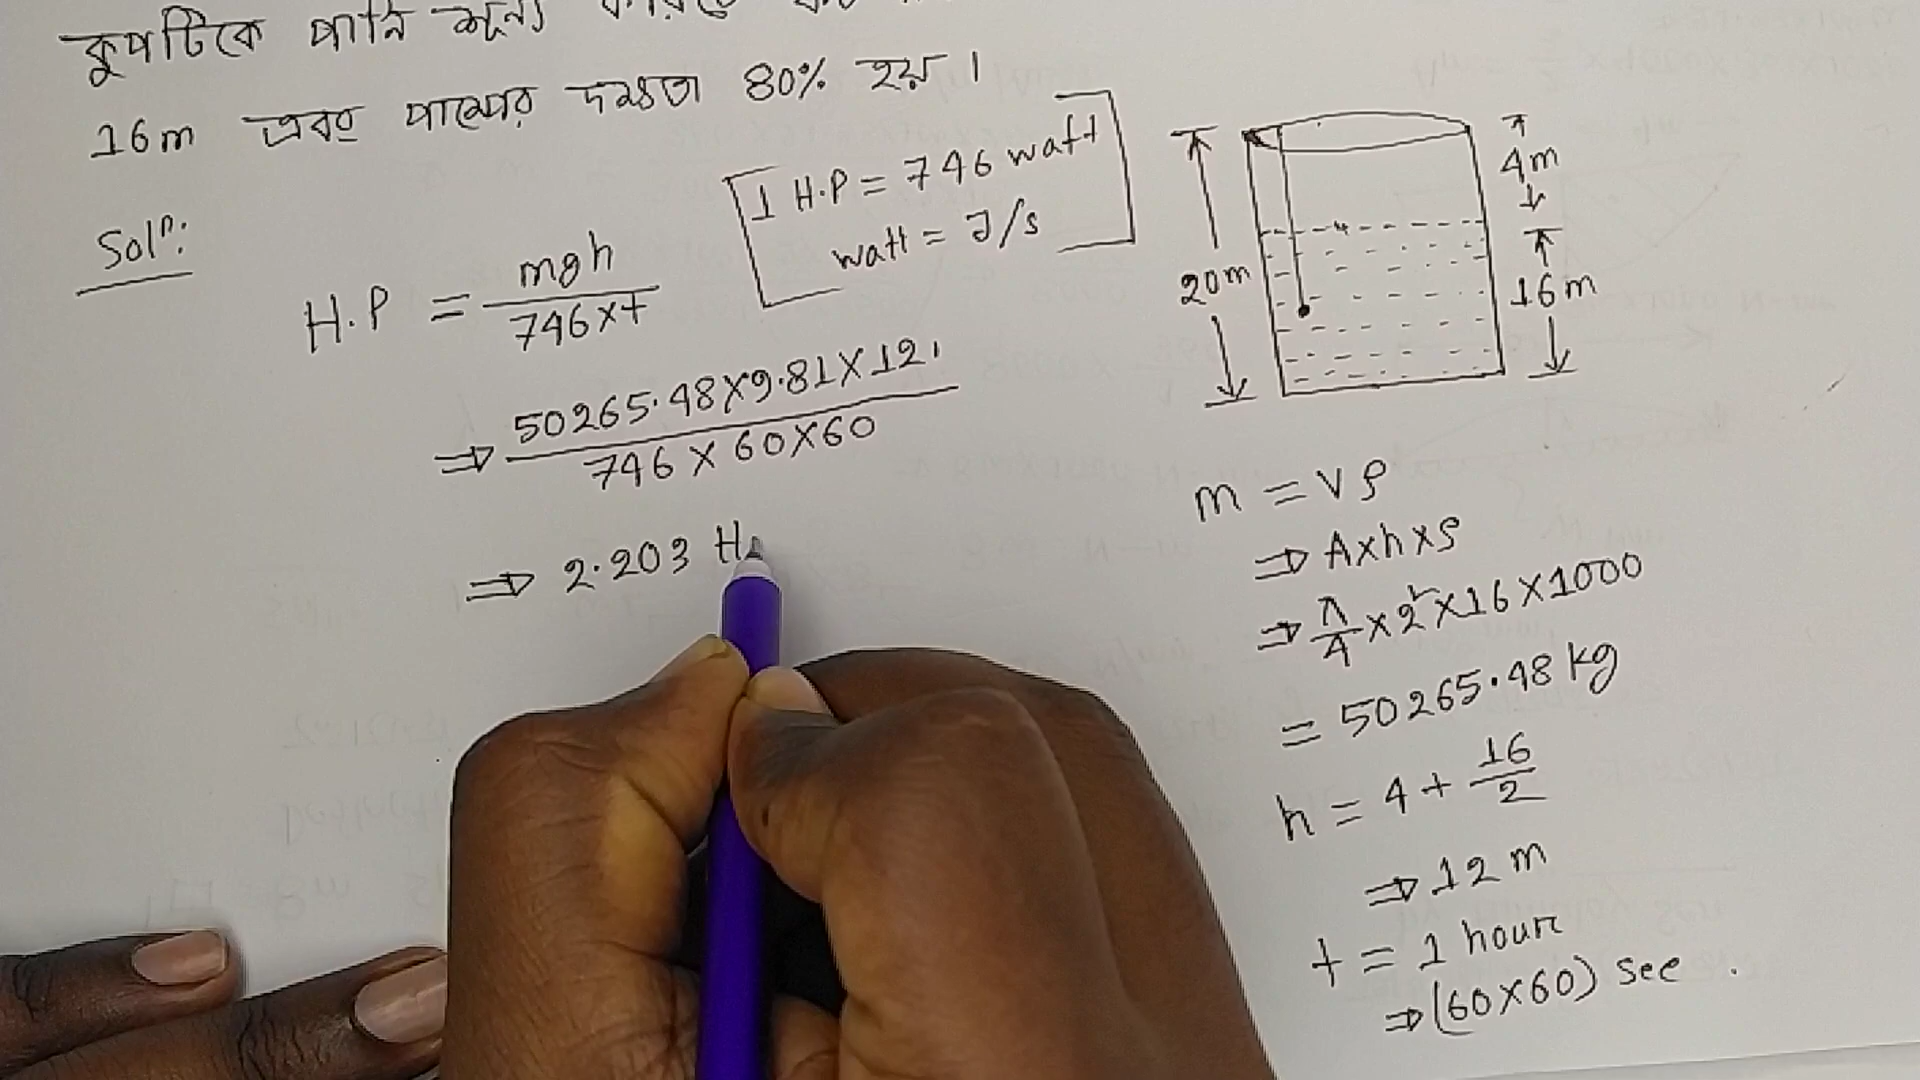 কুপটিকে পানি শূন্য করিতে
16m এবং পাম্পের দক্ষতা 80% হয়।
Solⁿ:
H.P = mgh / 746×t
1 H.P = 746 watt
watt = J/s
⇒ 50265.48×9.81×12 / 746 × 60×60
⇒ 2.203 H.
20m
4m
16m
m = Vρ
⇒ A×h×ρ
⇒ π/4 × 2² × 16 × 1000
= 50265.48 kg
h = 4 + 16/2
⇒ 12 m
t = 1 hour
⇒ (60×60) sec